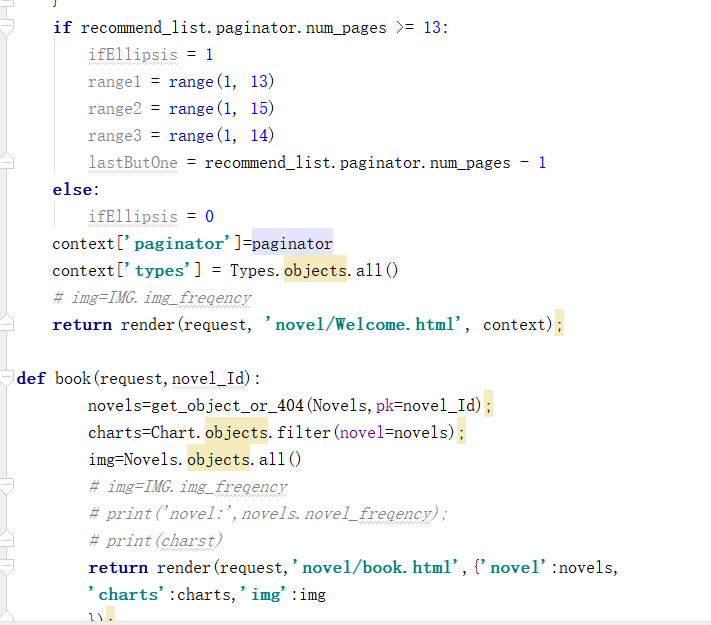 }
if recommend_list.paginator.num_pages >= 13:
ifEllipsis = 1
range1 = range(1, 13)
range2 = range(1, 15)
range3 = range(1, 14)
lastButOne = recommend_list.paginator.num_pages - 1
else:
ifEllipsis = 0
context['paginator']=paginator
context['types'] = Types.objects.all()
# img=IMG.img_freqency
return render(request, 'novel/Welcome.html', context);
def book(request,novel_Id):
novels=get_object_or_404(Novels,pk=novel_Id);
charts=Chart.objects.filter(novel=novels);
img=Novels.objects.all()
# img=IMG.img_freqency
# print('novel:',novels.novel_freqency);
# print(charst)
return render(request,'novel/book.html',{'novel':novels,
'charts':charts,'img':img
});